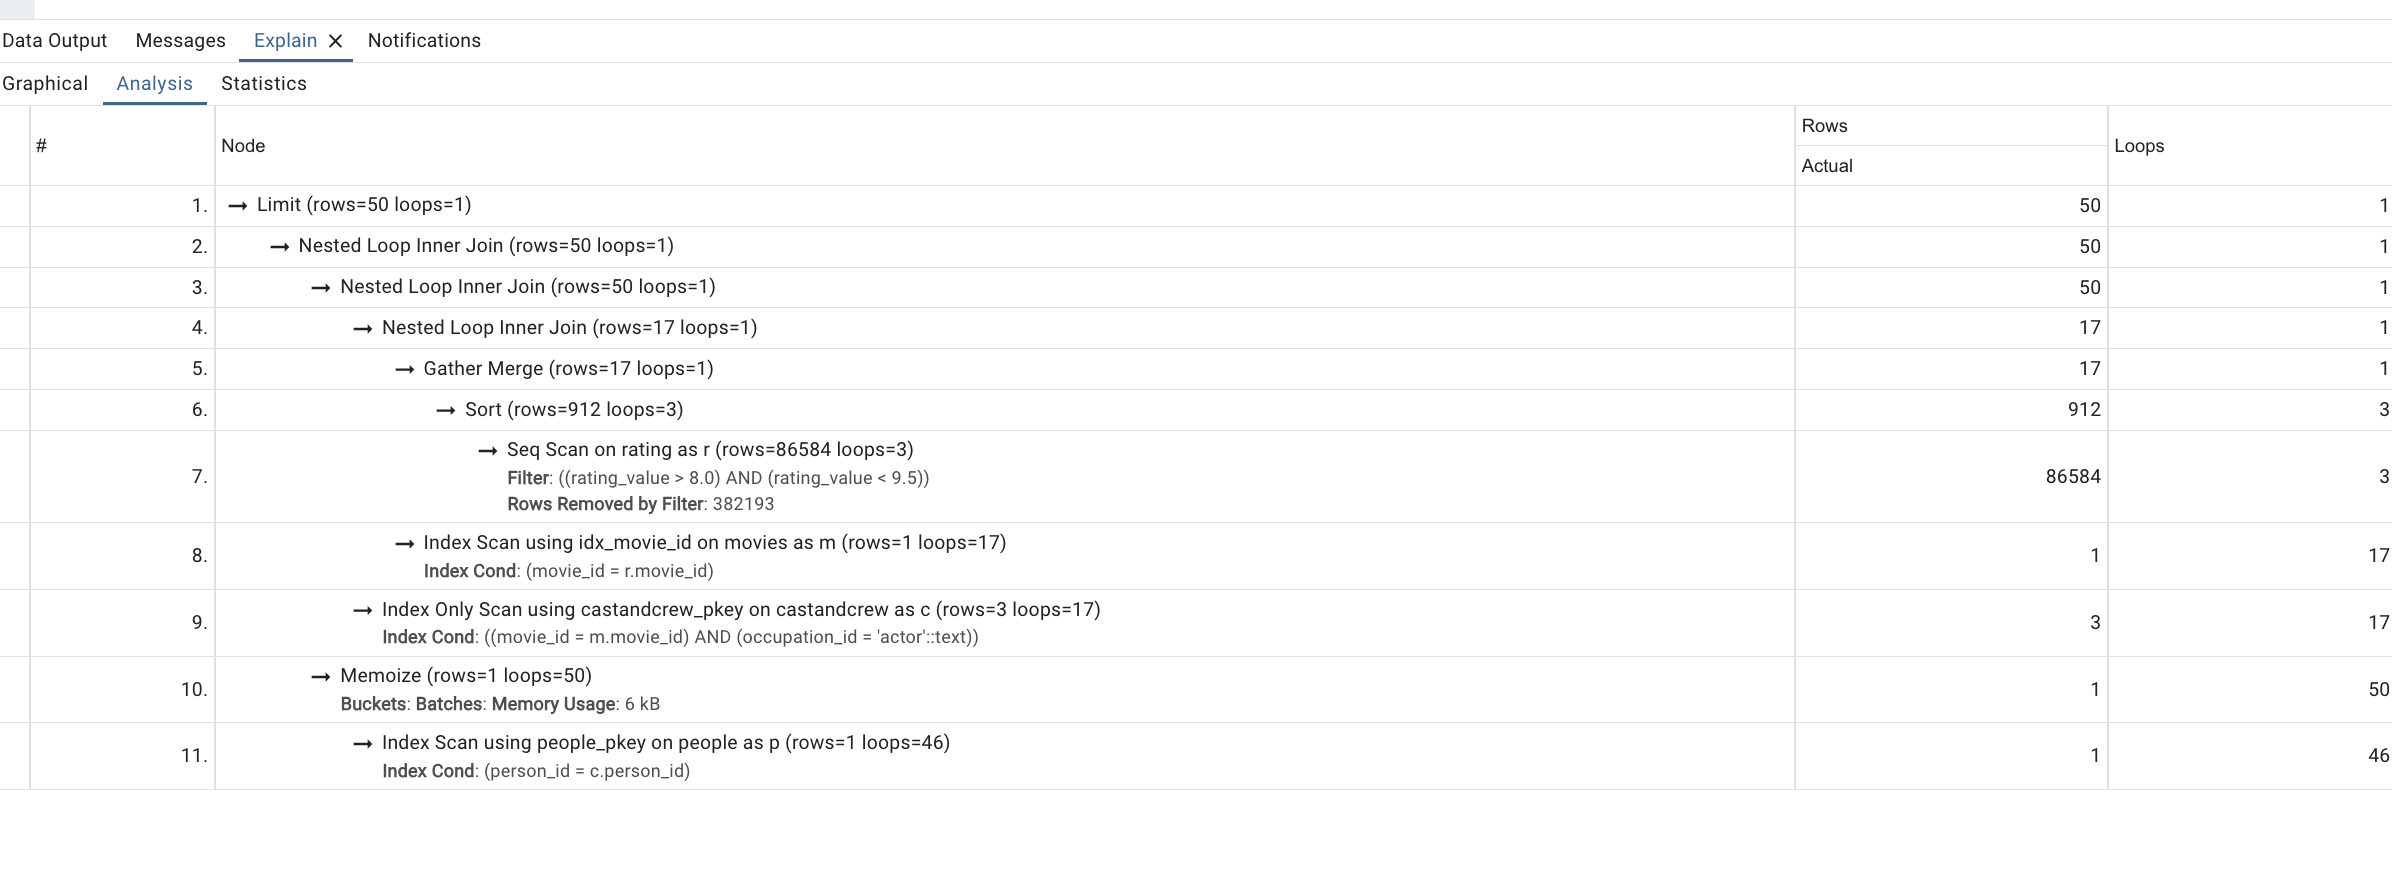 Data Output Messages Explain Notifications
Graphical Analysis Statistics
# Node Rows Loops
Actual
1. Limit (rows=50 loops=1) 50 1
2. Nested Loop Inner Join (rows=50 loops=1) 50 1
3. Nested Loop Inner Join (rows=50 loops=1) 50 1
4. Nested Loop Inner Join (rows=17 loops=1) 17 1
5. Gather Merge (rows=17 loops=1) 17 1
6. Sort (rows=912 loops=3) 912 3
7. Seq Scan on rating as r (rows=86584 loops=3) 86584 3
Filter: ((rating_value > 8.0) AND (rating_value < 9.5))
Rows Removed by Filter: 382193
8. Index Scan using idx_movie_id on movies as m (rows=1 loops=17) 1 17
Index Cond: (movie_id = r.movie_id)
9. Index Only Scan using castandcrew_pkey on castandcrew as c (rows=3 loops=17) 3 17
Index Cond: ((movie_id = m.movie_id) AND (occupation_id = 'actor'::text))
10. Memoize (rows=1 loops=50) 1 50
Buckets: Batches: Memory Usage: 6 kB
11. Index Scan using people_pkey on people as p (rows=1 loops=46) 1 46
Index Cond: (person_id = c.person_id)